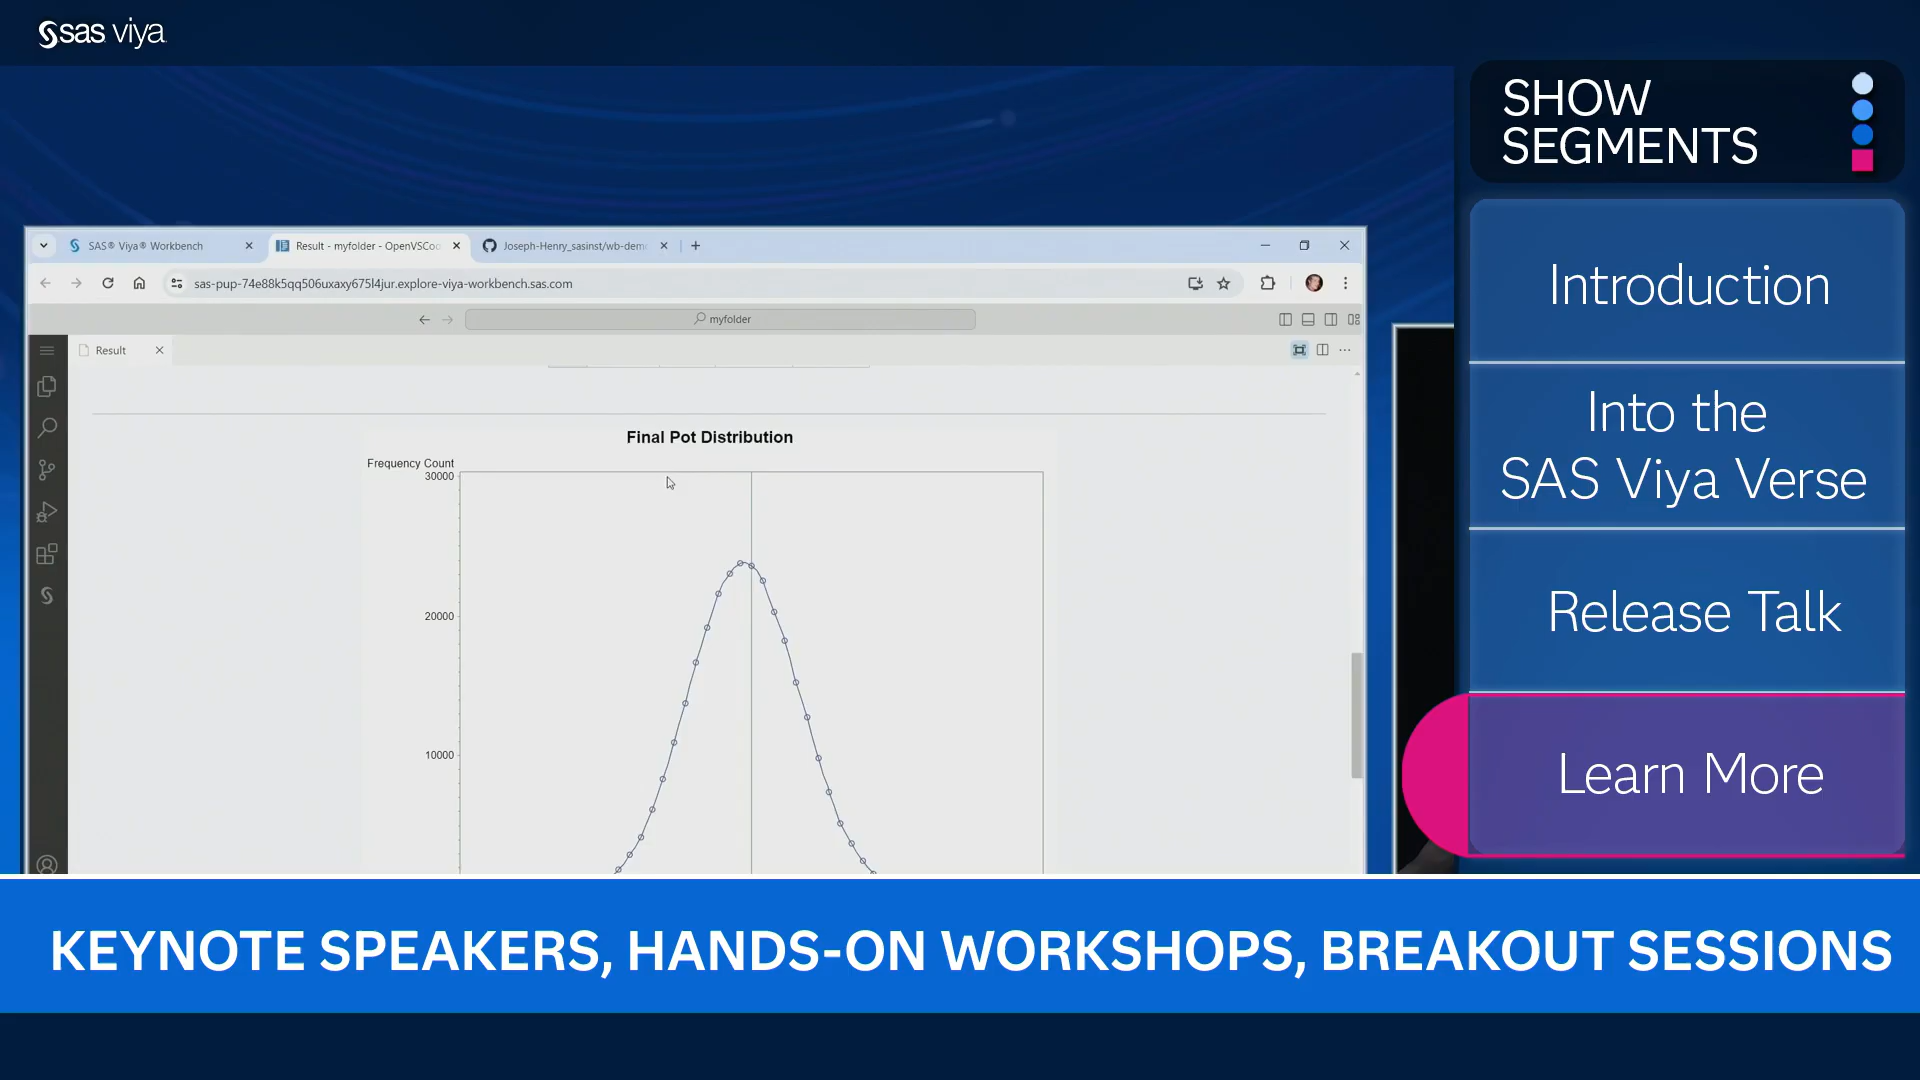 sas viya
SHOW
SEGMENTS
Introduction
Into the
SAS Viya Verse
Release Talk
Learn More
SAS® Viya® Workbench
Result - myfolder - OpenVSCo
Joseph-Henry_sasinst/wb-dem
sas-pup-74e88k5qq506uxaxy675l4jur.explore-viya-workbench.sas.com
myfolder
Result
Final Pot Distribution
Frequency Count
30000
20000
10000
KEYNOTE SPEAKERS, HANDS-ON WORKSHOPS, BREAKOUT SESSIONS